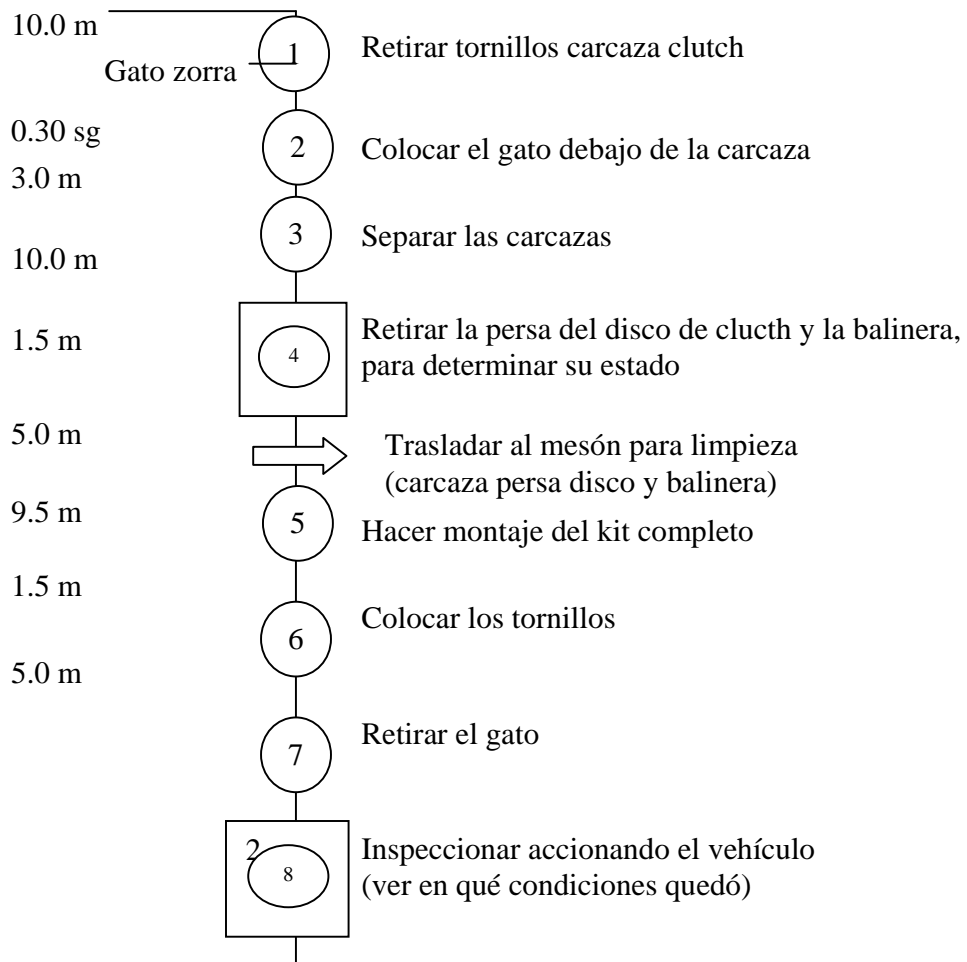 10.0 m
1
Retirar tornillos carcaza clutch
Gato zorra
0.30 sg
2
Colocar el gato debajo de la carcaza
3.0 m
3
Separar las carcazas
10.0 m
1.5 m
4
Retirar la persa del disco de clucth y la balinera,
para determinar su estado
5.0 m
Trasladar al mesón para limpieza
(carcaza persa disco y balinera)
9.5 m
5
Hacer montaje del kit completo
1.5 m
6
Colocar los tornillos
5.0 m
7
Retirar el gato
2
8
Inspeccionar accionando el vehículo
(ver en qué condiciones quedó)